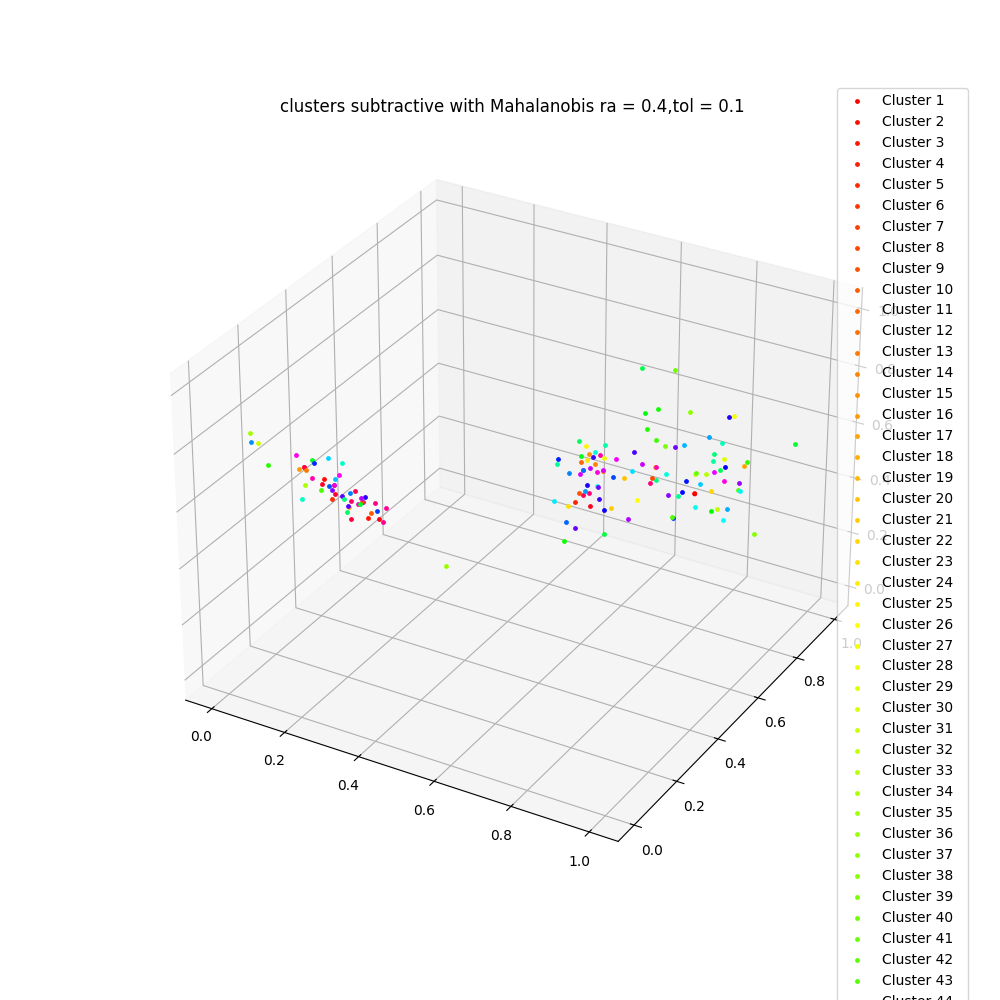 clusters subtractive with Mahalanobis ra = 0.4,tol = 0.1
Cluster 1
Cluster 2
Cluster 3
Cluster 4
Cluster 5
Cluster 6
Cluster 7
Cluster 8
Cluster 9
Cluster 10
Cluster 11
Cluster 12
Cluster 13
Cluster 14
Cluster 15
Cluster 16
Cluster 17
Cluster 18
Cluster 19
Cluster 20
Cluster 21
Cluster 22
Cluster 23
Cluster 24
Cluster 25
Cluster 26
Cluster 27
Cluster 28
Cluster 29
Cluster 30
Cluster 31
Cluster 32
Cluster 33
Cluster 34
Cluster 35
Cluster 36
Cluster 37
Cluster 38
Cluster 39
Cluster 40
Cluster 41
Cluster 42
Cluster 43
Cluster 44
0.0
0.2
0.4
0.6
0.8
1.0
0.0
0.2
0.4
0.6
0.8
1.0
0.0
0.6